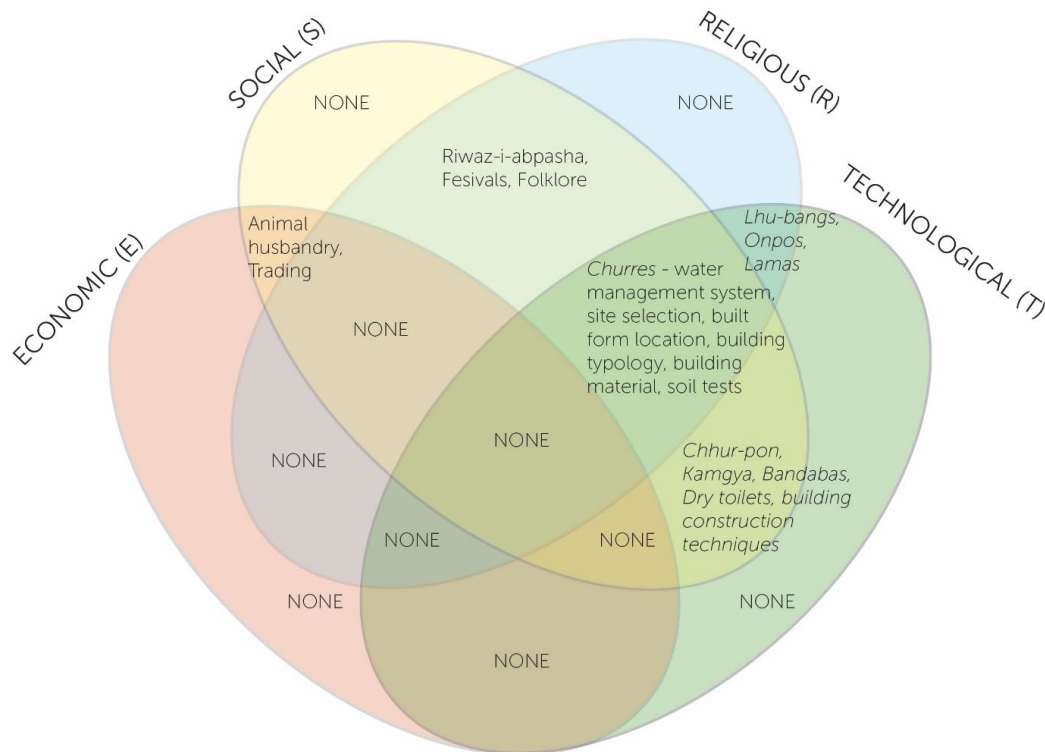 SOCIAL (S)
RELIGIOUS (R)
TECHNOLOGICAL (T)
ECONOMIC (E)
NONE
NONE
Riwaz-i-abpasha,
Fesivals, Folklore
Animal
husbandry,
Trading
Lhu-bangs,
Onpos,
Lamas
Churres - water
management system,
site selection, built
form location, building
typology, building
material, soil tests
NONE
NONE
NONE
Chhur-pon,
Kamgya, Bandabas,
Dry toilets, building
construction
techniques
NONE
NONE
NONE
NONE
NONE